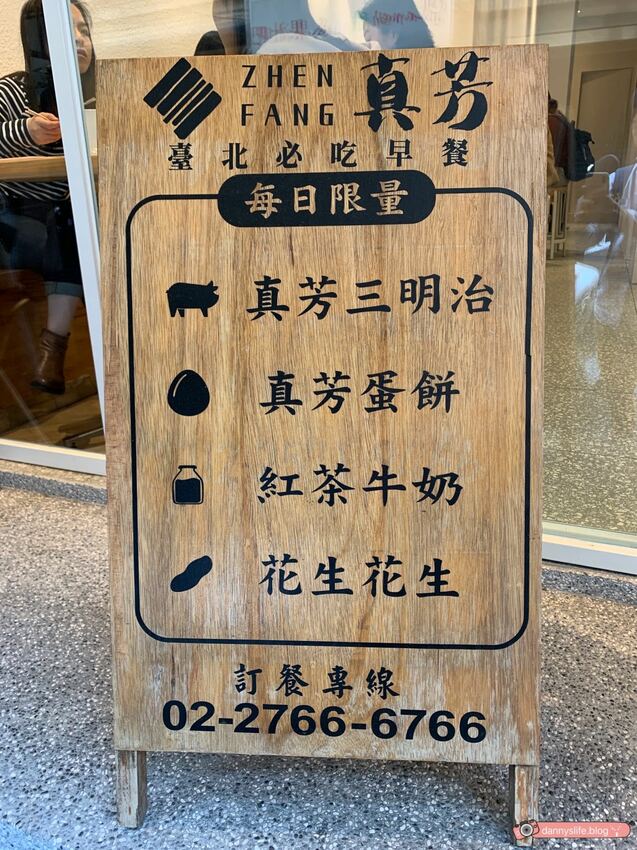 ZHEN FANG 真芳
臺北必吃早餐
每日限量
真芳三明治
真芳蛋餅
紅茶牛奶
花生花生
訂餐專線
02-2766-6766
dannyslife.blog